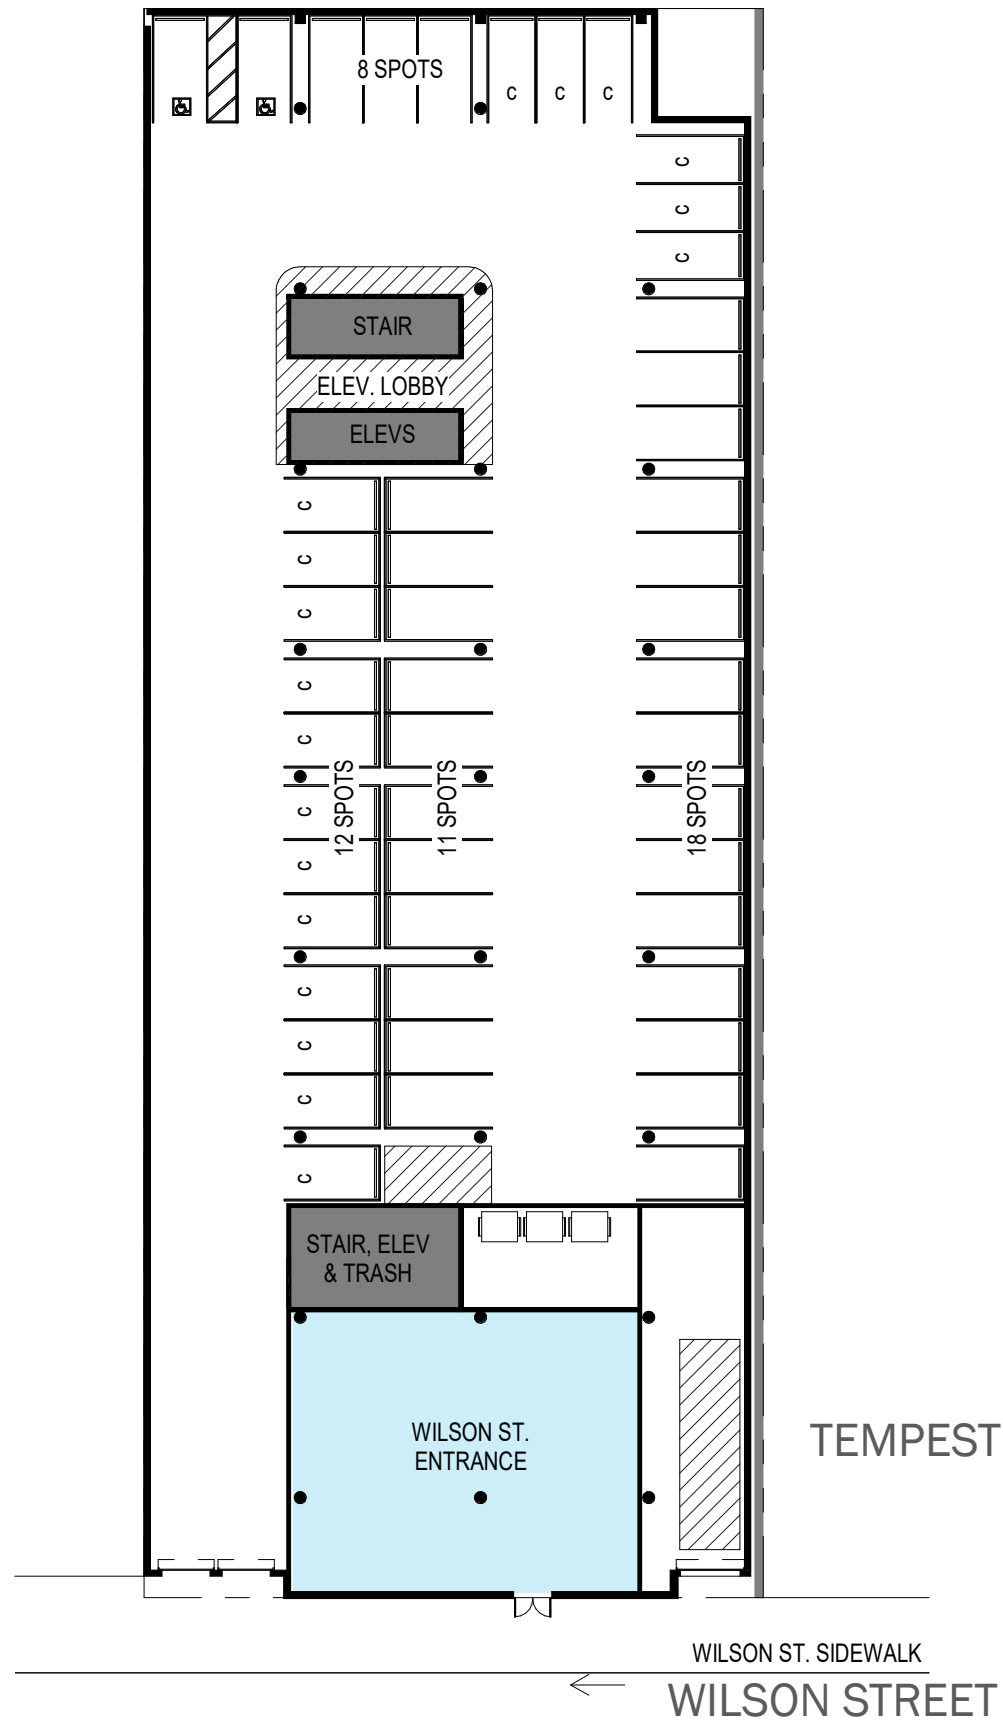 8 SPOTS
C C C
C
C
C
STAIR
ELEV. LOBBY
ELEVS
C
C
C
C
C
12 SPOTS
11 SPOTS
18 SPOTS
C
C
C
C
C
C
C
STAIR, ELEV
& TRASH
WILSON ST.
ENTRANCE
TEMPEST
WILSON ST. SIDEWALK
WILSON STREET